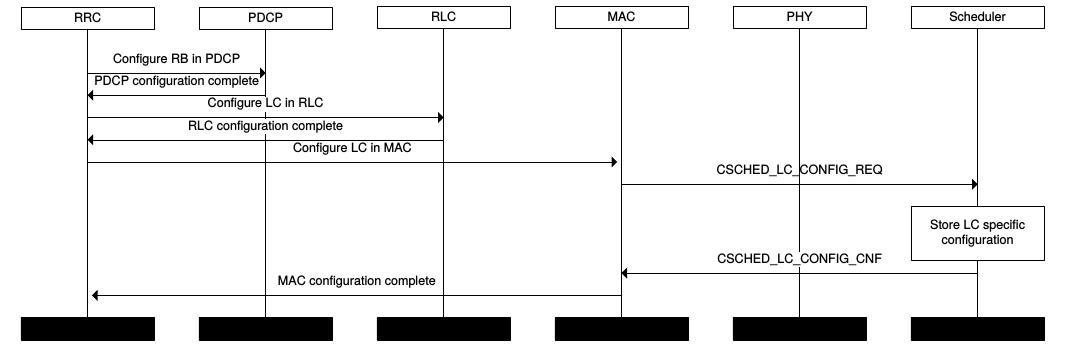 RRC PDCP RLC MAC PHY Scheduler
Configure RB in PDCP
PDCP configuration complete
Configure LC in RLC
RLC configuration complete
Configure LC in MAC
CSCHED_LC_CONFIG_REQ
Store LC specific
configuration
CSCHED_LC_CONFIG_CNF
MAC configuration complete